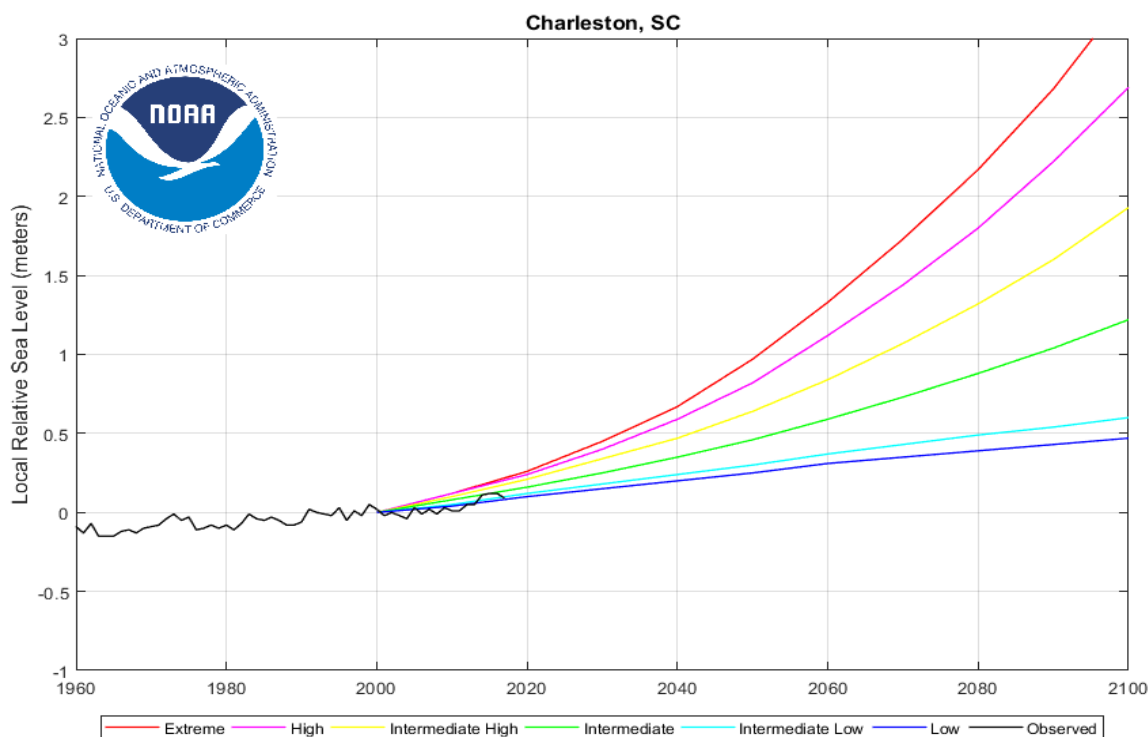 Charleston, SC
NATIONAL OCEANIC AND ATMOSPHERIC ADMINISTRATION
NOAA
U.S. DEPARTMENT OF COMMERCE
Local Relative Sea Level (meters)
3
2.5
2
1.5
1
0.5
0
-0.5
-1
1960 1980 2000 2020 2040 2060 2080 2100
Extreme High Intermediate High Intermediate Intermediate Low Low Observed